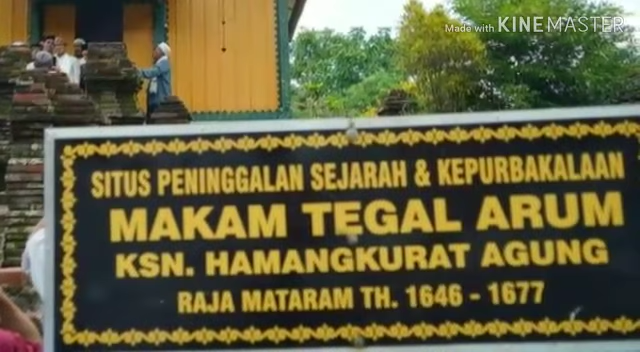 Made with KINEMASTER
SITUS PENINGGALAN SEJARAH & KEPURBAKALAAN
MAKAM TEGAL ARUM
KSN. HAMANGKURAT AGUNG
RAJA MATARAM TH. 1646 - 1677